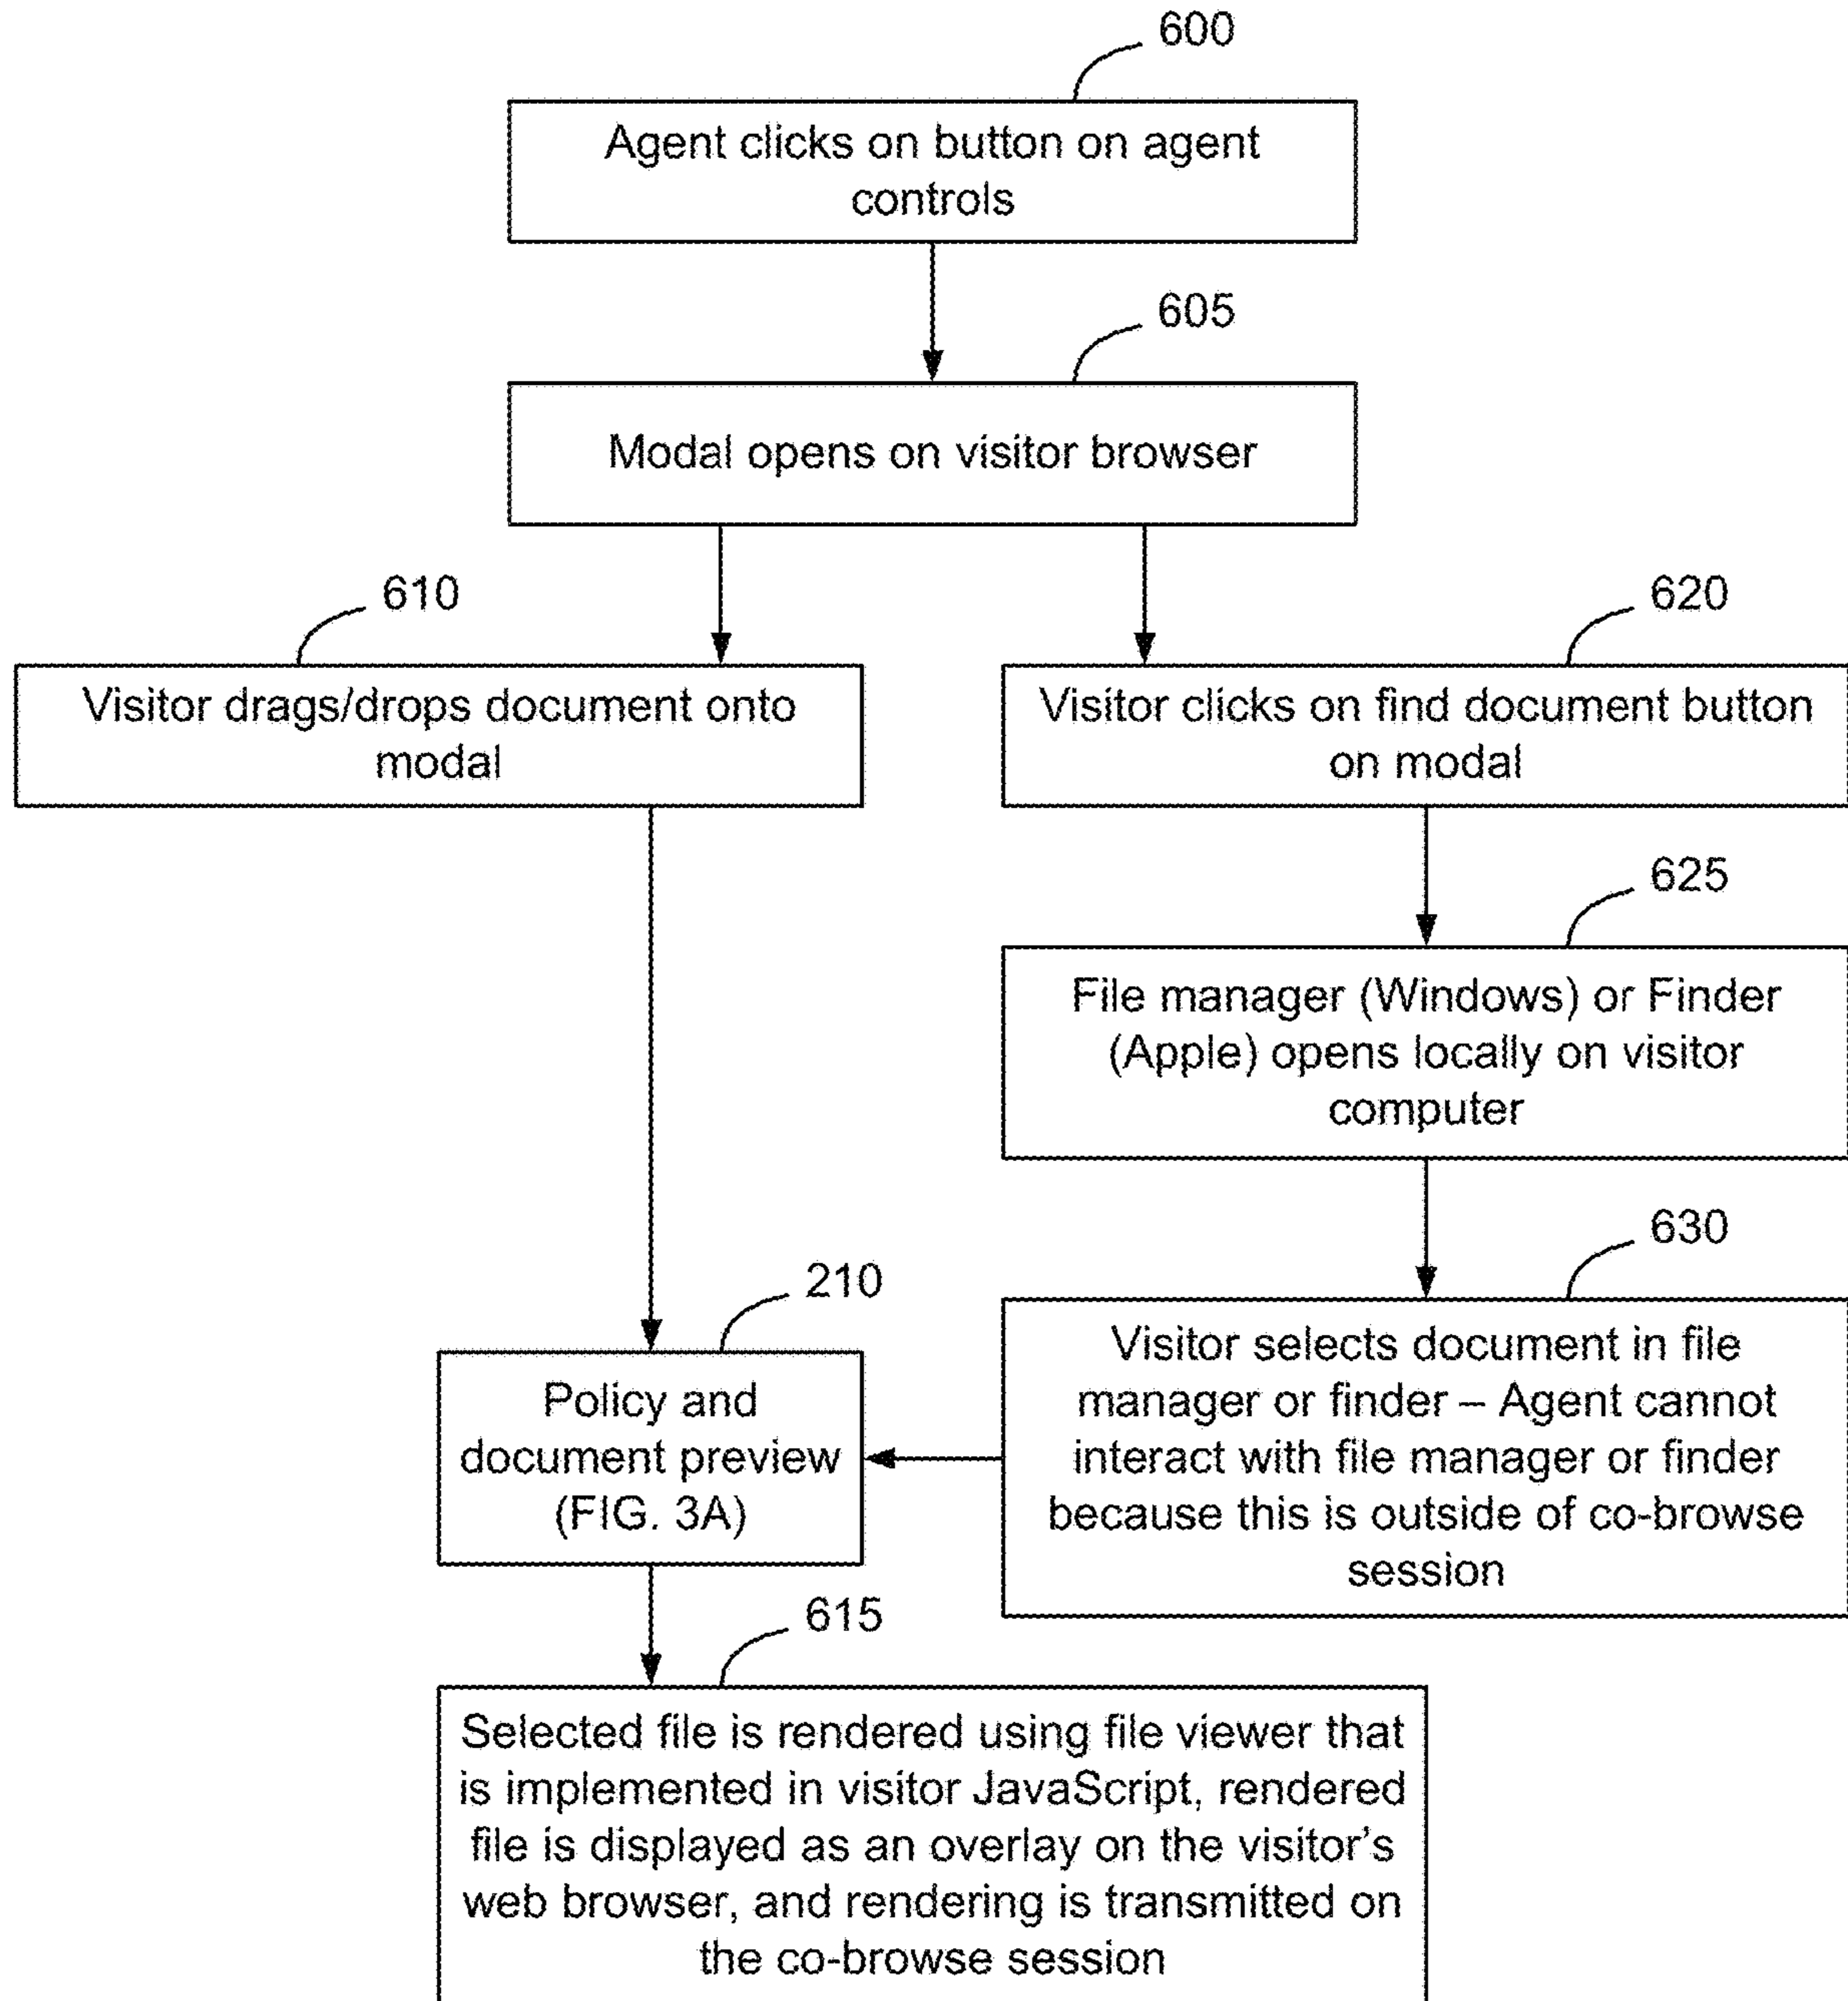 600
Agent clicks on button on agent
controls
605
Modal opens on visitor browser
610
Visitor drags/drops document onto
modal
620
Visitor clicks on find document button
on modal
625
File manager (Windows) or Finder
(Apple) opens locally on visitor
computer
630
Visitor selects document in file
manager or finder – Agent cannot
interact with file manager or finder
because this is outside of co-browse
session
210
Policy and
document preview
(FIG. 3A)
615
Selected file is rendered using file viewer that
is implemented in visitor JavaScript, rendered
file is displayed as an overlay on the visitor's
web browser, and rendering is transmitted on
the co-browse session